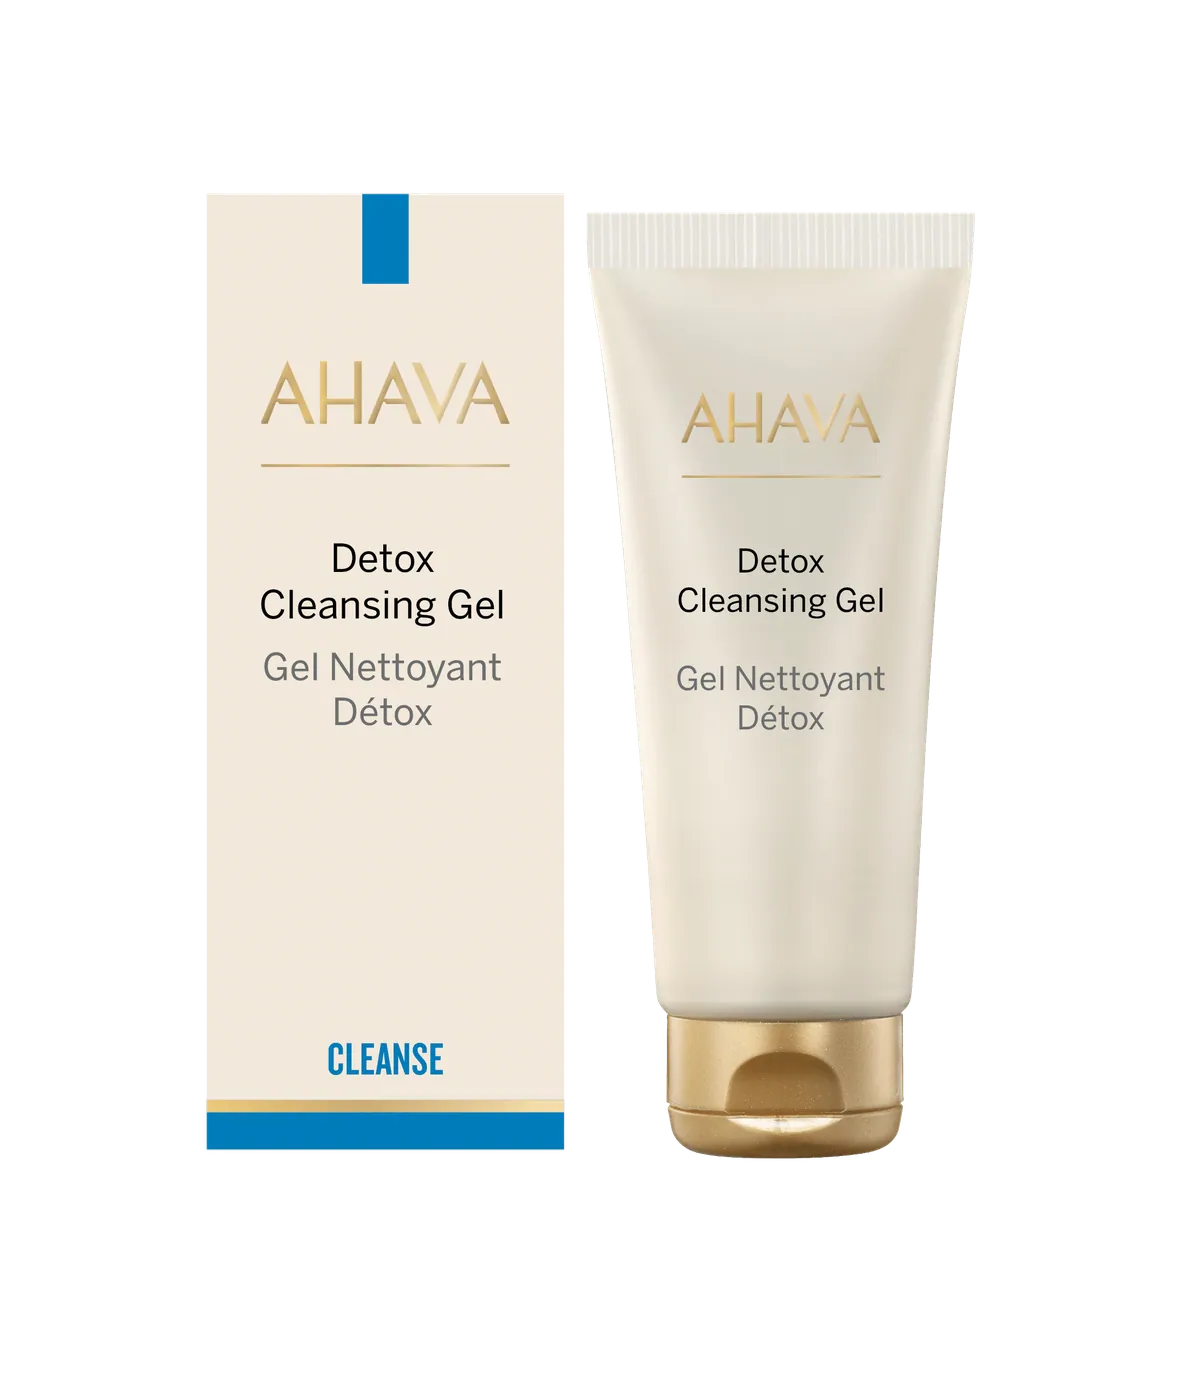 AHAVA
Detox
Cleansing Gel
Gel Nettoyant
Détox
CLEANSE
AHAVA
Detox
Cleansing Gel
Gel Nettoyant
Détox